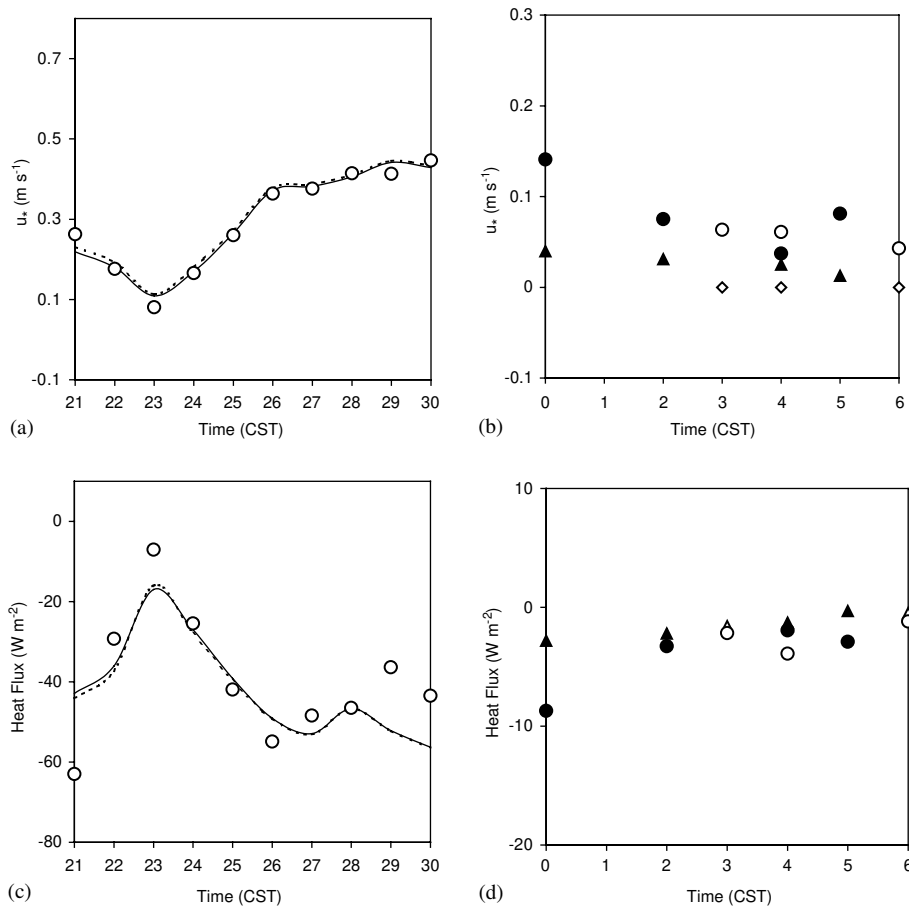 0.7
0.5
0.3
0.1
-0.1
u* (m s-1)
21 22 23 24 25 26 27 28 29 30
Time (CST)
(a)
0.3
0.2
0.1
0
-0.1
u* (m s-1)
0 1 2 3 4 5 6
Time (CST)
(b)
0
-20
-40
-60
-80
Heat Flux (W m-2)
21 22 23 24 25 26 27 28 29 30
Time (CST)
(c)
10
0
-10
-20
Heat Flux (W m-2)
0 1 2 3 4 5 6
Time (CST)
(d)